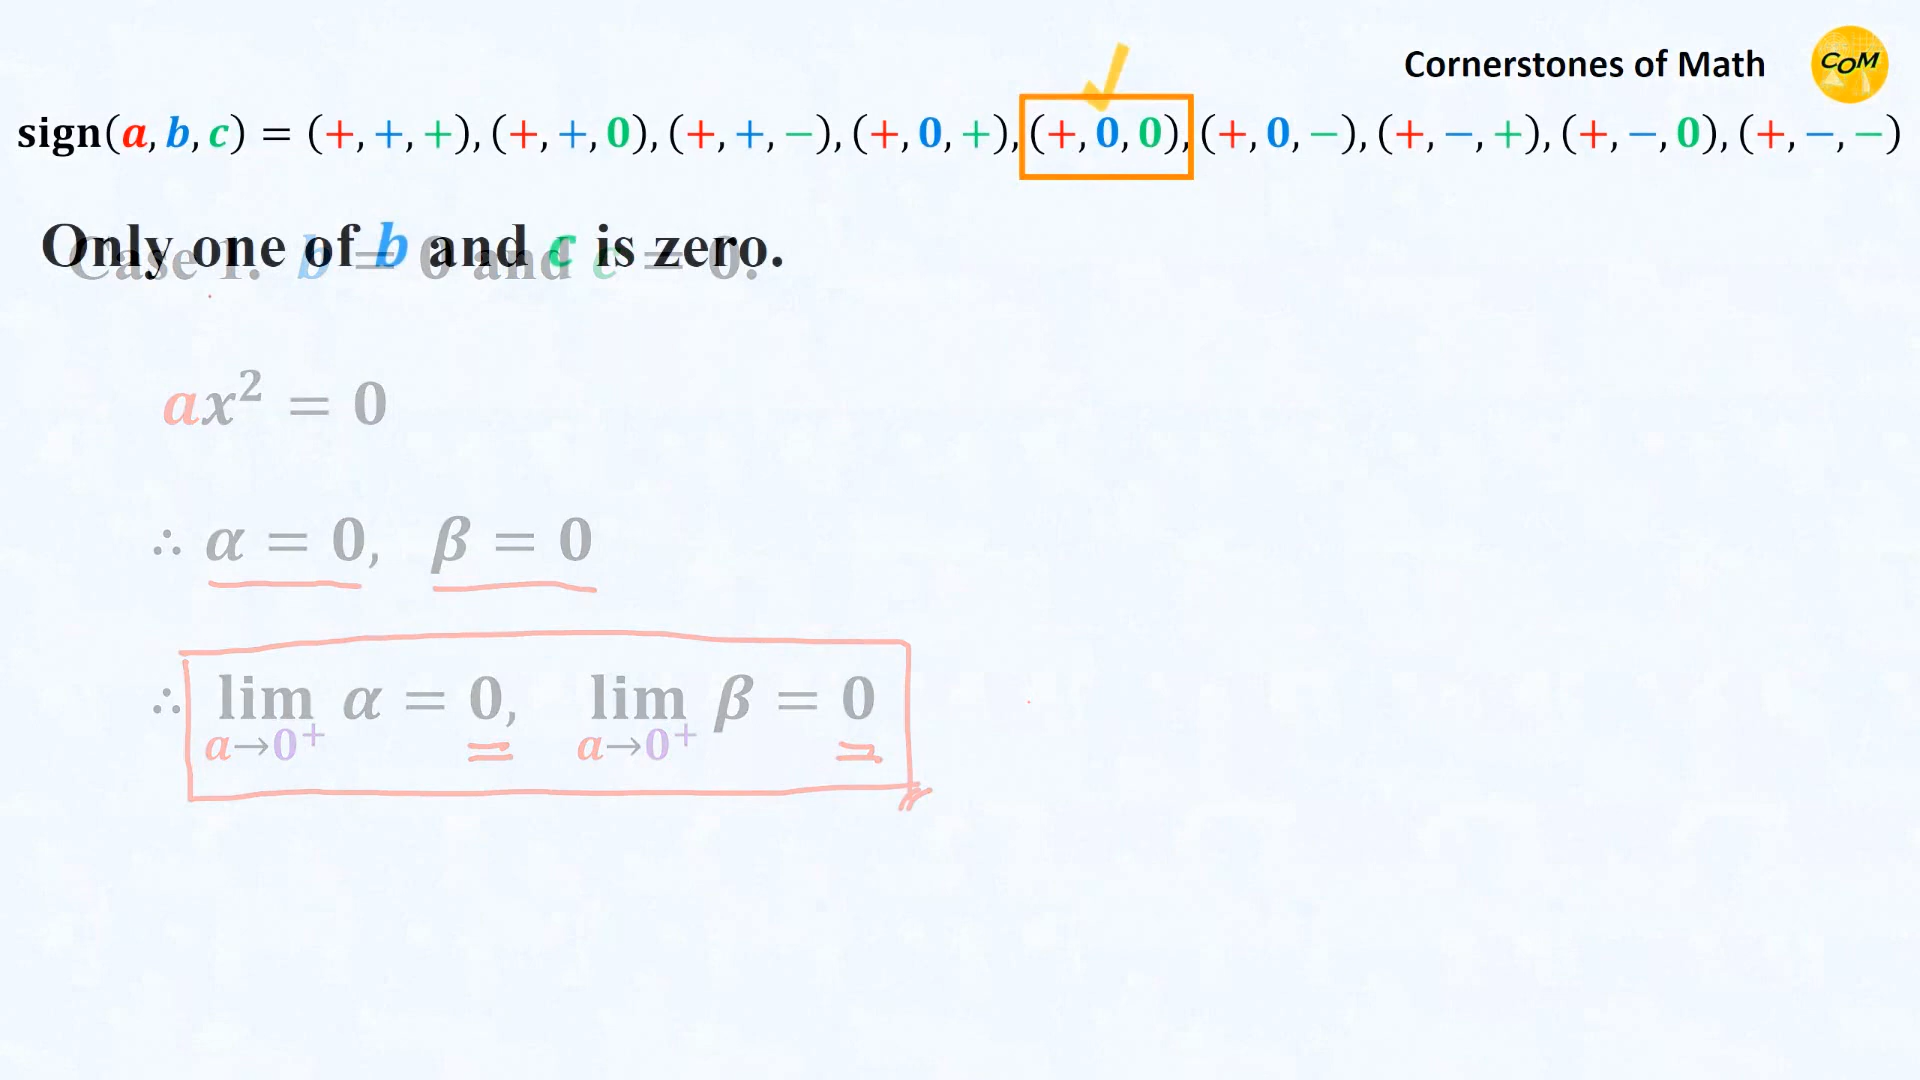 Cornerstones of Math
CoM
sign(a, b, c) = (+, +, +), (+, +, 0), (+, +, −), (+, 0, +), (+, 0, 0), (+, 0, −), (+, −, +), (+, −, 0), (+, −, −)
Only one of b and c is zero.
Case 1. b = 0 and c = 0.
ax² = 0
∴ α = 0, β = 0
∴ lim α = 0, lim β = 0
a→0⁺ a→0⁺